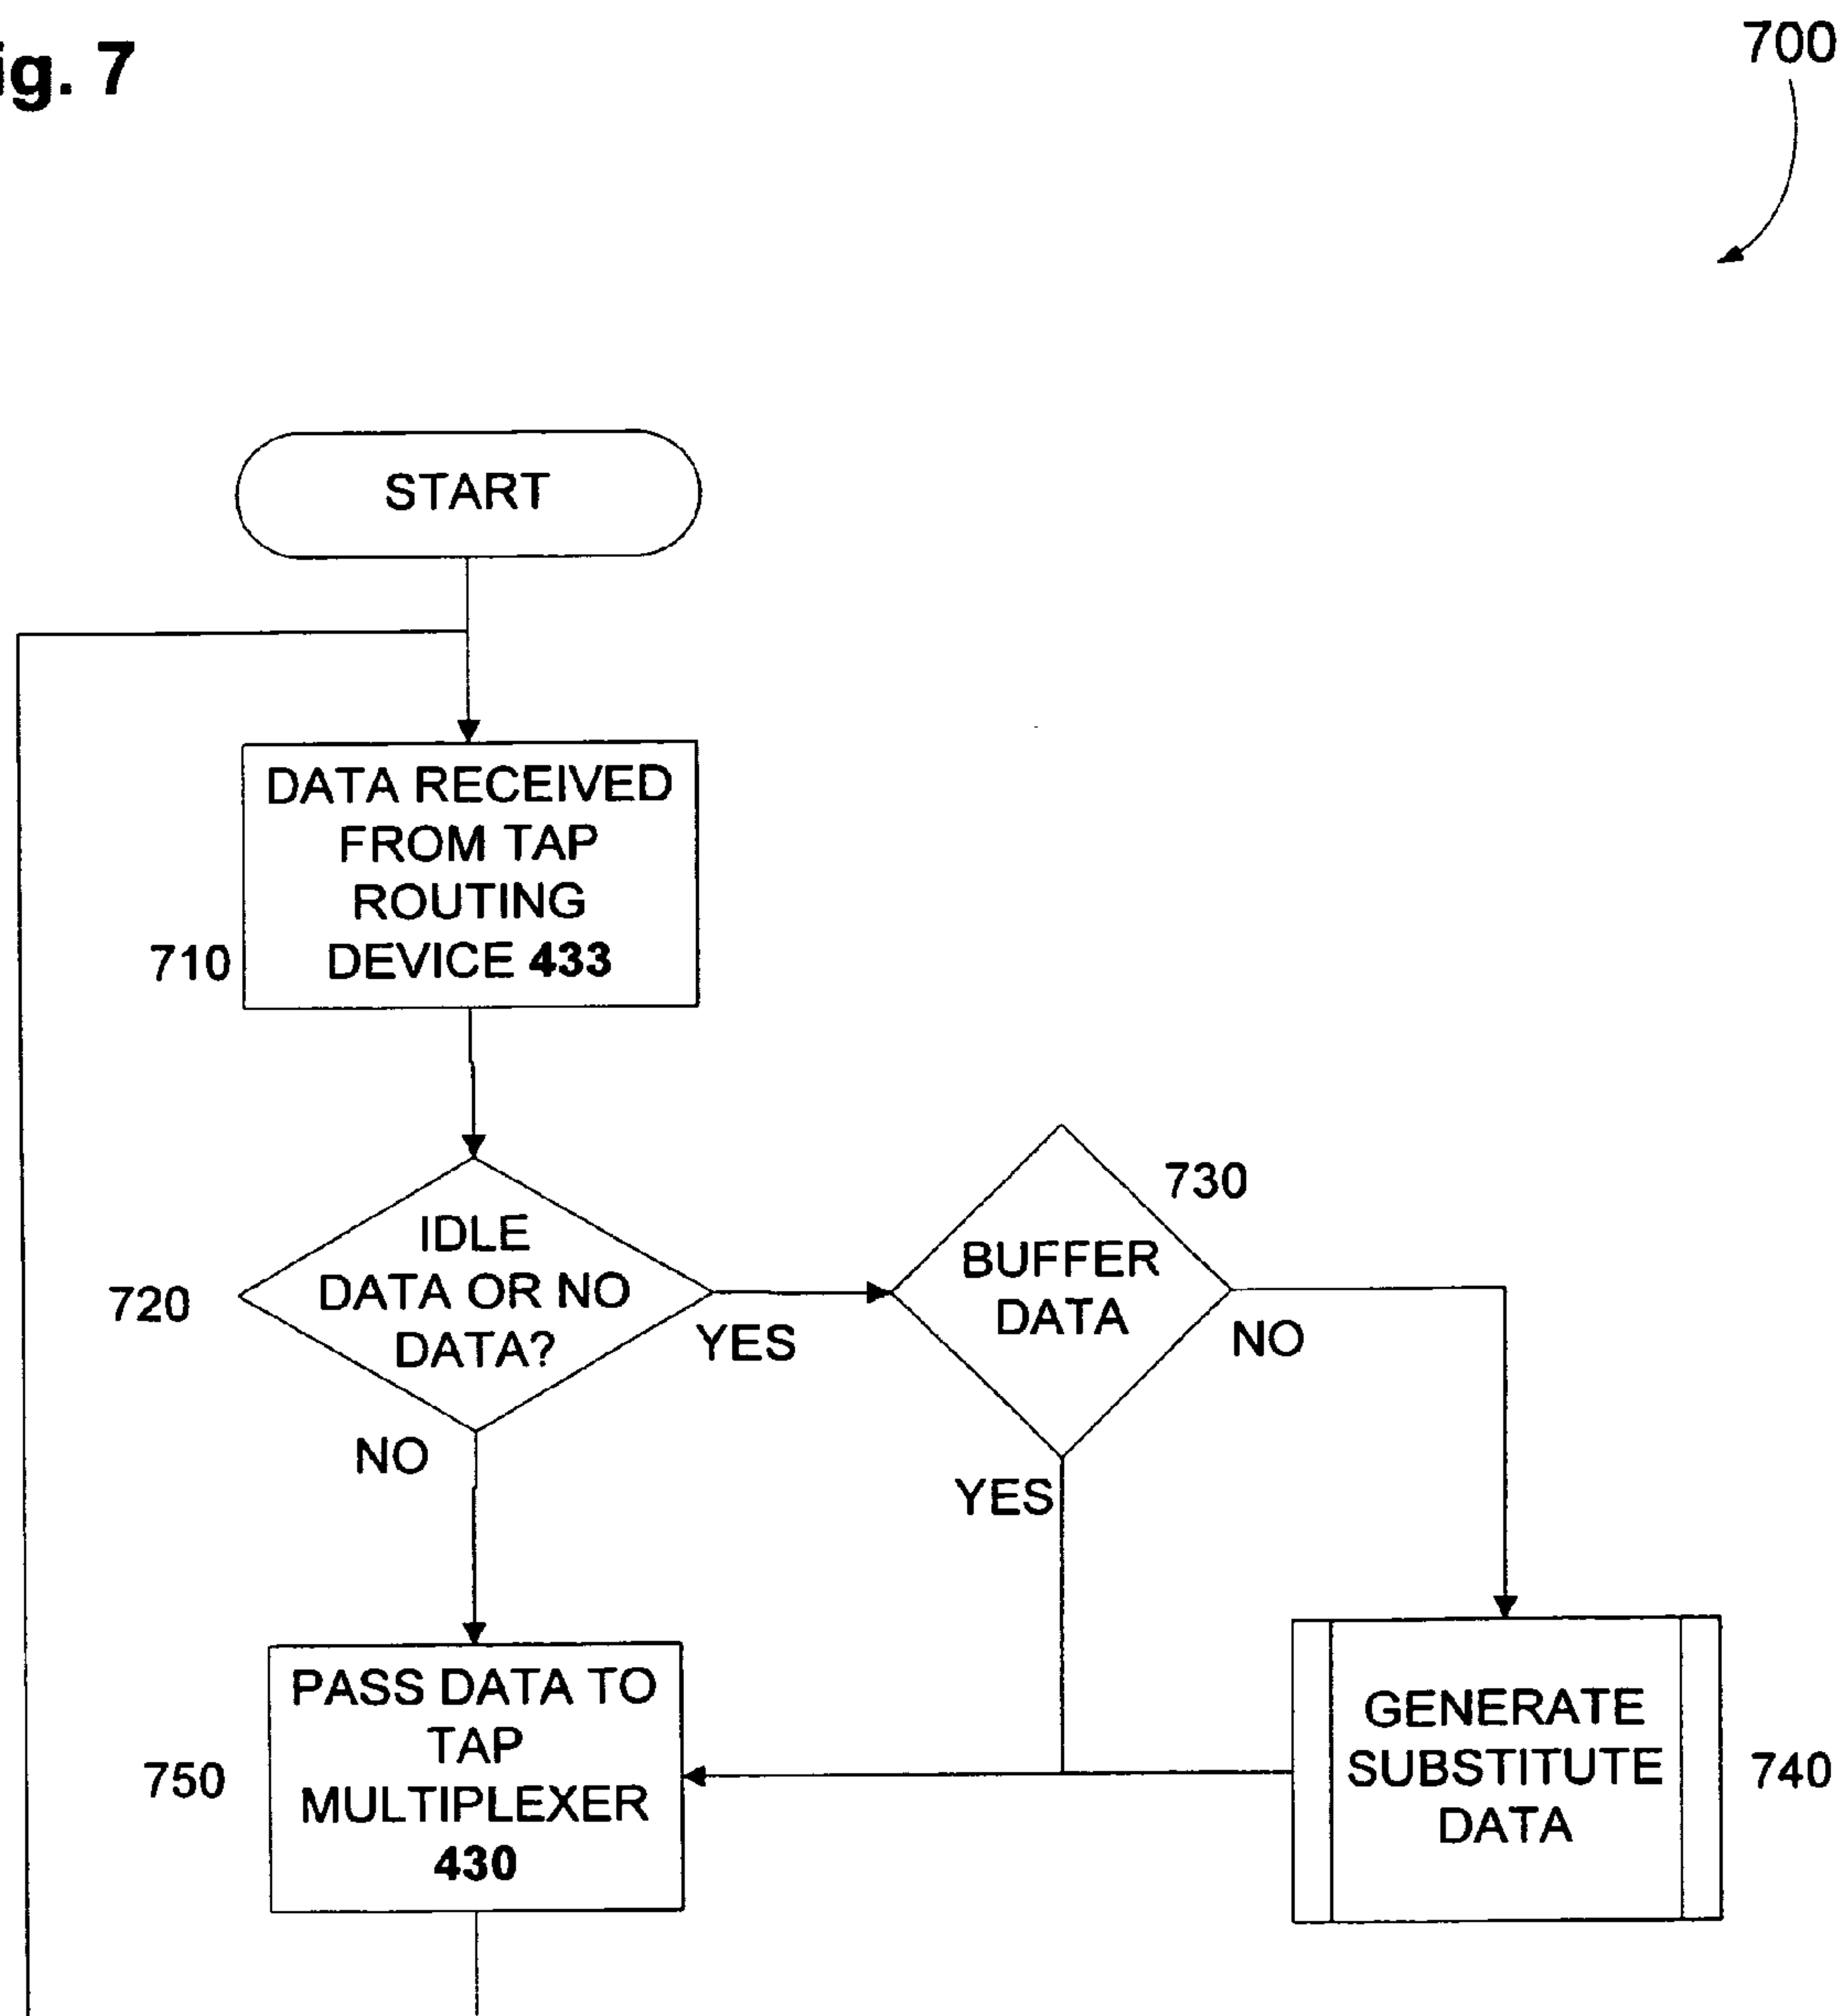 ig. 7
700
START
DATA RECEIVED
FROM TAP
ROUTING
DEVICE 433
710
IDLE
DATA OR NO
DATA?
720
YES
NO
BUFFER
DATA
730
NO
YES
PASS DATA TO
TAP
MULTIPLEXER
430
750
GENERATE
SUBSTITUTE
DATA
740